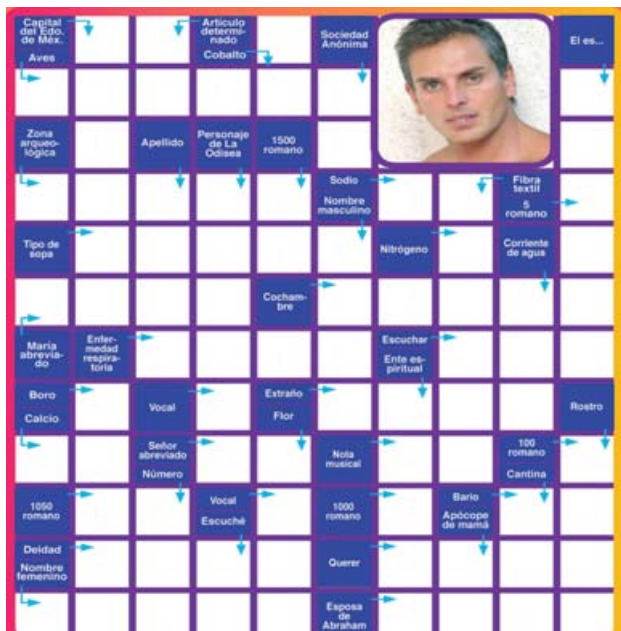 Capital
del Edo.
de Méx.
Aves
Artículo
determi-
nado
Cobalto
Sociedad
Anónima
El es...
Zona
arqueo-
lógica
Apellido
Personaje
de La
Odisea
1500
romano
Sodio
Nombre
masculino
Fibra
textil
5
romano
Tipo de
sopa
Nitrógeno
Corriente
de agua
Cocham-
bre
María
abrevia-
do
Enfer-
medad
respira-
toria
Escuchar
Ente es-
piritual
Boro
Calcio
Vocal
Extraño
Flor
Rostro
Señor
abreviado
Número
Nota
musical
100
romano
Cantina
1050
romano
Vocal
Escuché
1000
romano
Bario
Apócope
de mamá
Deidad
Nombre
femenino
Querer
Esposa
de
Abraham